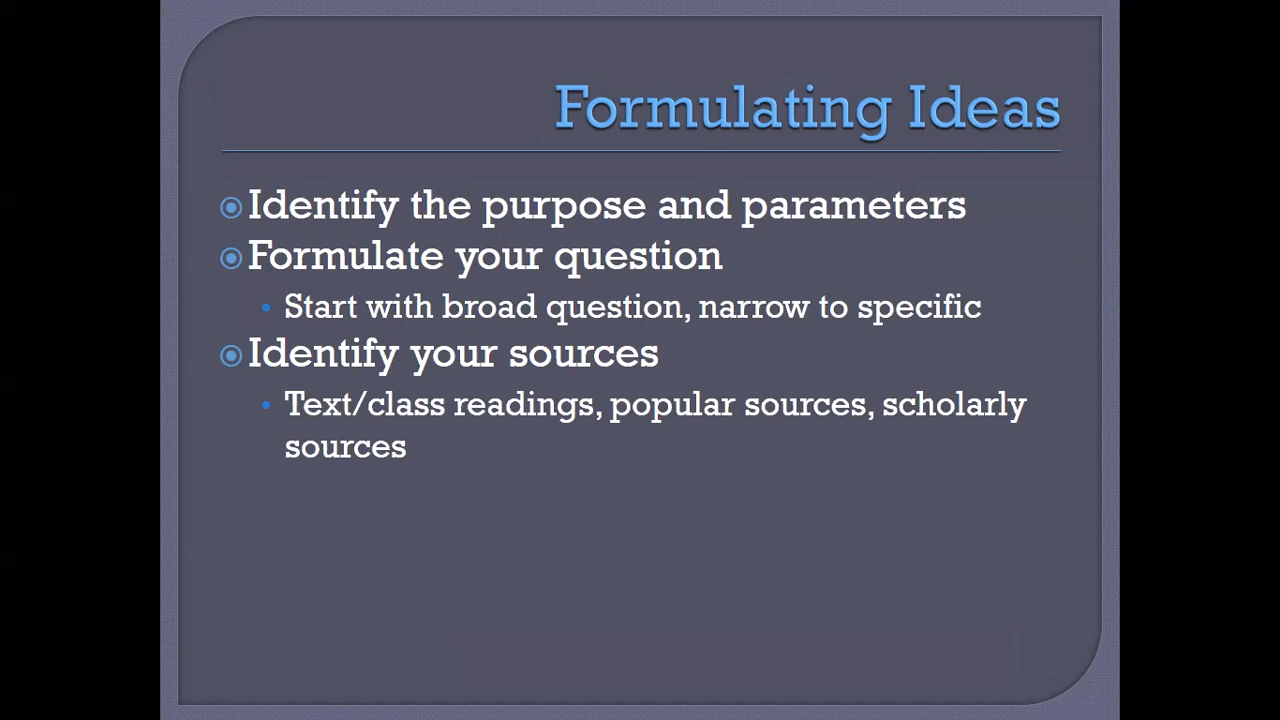 Formulating Ideas
Identify the purpose and parameters
Formulate your question
Start with broad question, narrow to specific
Identify your sources
Text/class readings, popular sources, scholarly
sources